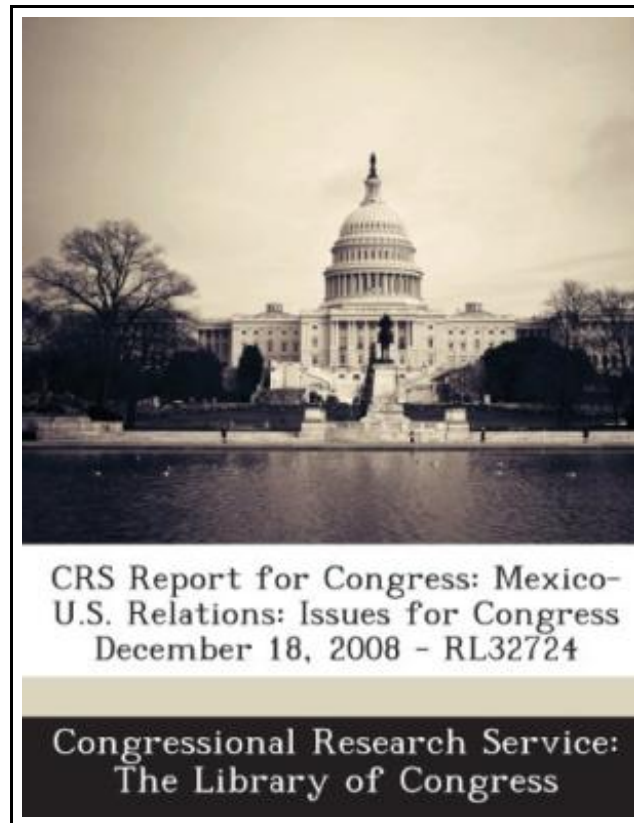 CRS Report for Congress: Mexico-
U.S. Relations: Issues for Congress
December 18, 2008 - RL32724
Congressional Research Service:
The Library of Congress